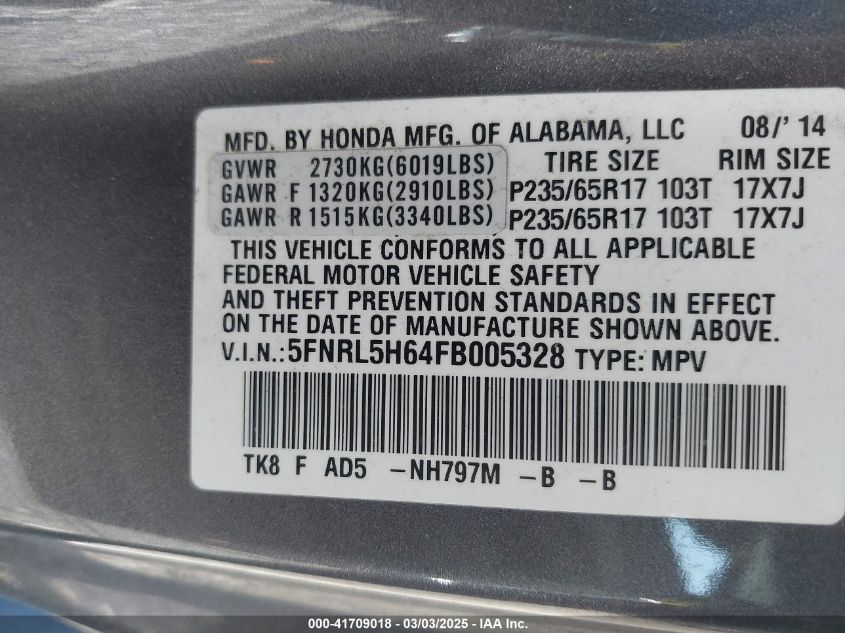 MFD. BY HONDA MFG. OF ALABAMA, LLC 08/' 14
GVWR 2730KG(6019LBS) TIRE SIZE RIM SIZE
GAWR F 1320KG(2910LBS) P235/65R17 103T 17X7J
GAWR R 1515KG(3340LBS) P235/65R17 103T 17X7J
THIS VEHICLE CONFORMS TO ALL APPLICABLE
FEDERAL MOTOR VEHICLE SAFETY
AND THEFT PREVENTION STANDARDS IN EFFECT
ON THE DATE OF MANUFACTURE SHOWN ABOVE.
V.I.N.:5FNRL5H64FB005328 TYPE: MPV
TK8 F AD5 -NH797M -B -B
000-41709018 - 03/03/2025 - IAA Inc.